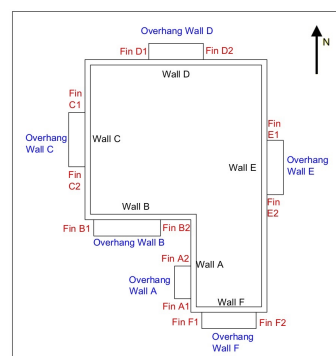 Overhang Wall D
Fin D1
Fin D2
N
Wall D
Fin
C1
Overhang
Wall C
Wall C
Fin
C2
Fin
E1
Wall E
Overhang
Wall E
Fin
E2
Wall B
Fin B1
Fin B2
Overhang Wall B
Fin A2
Wall A
Overhang
Wall A
Fin A1
Wall F
Fin F1
Fin F2
Overhang
Wall F